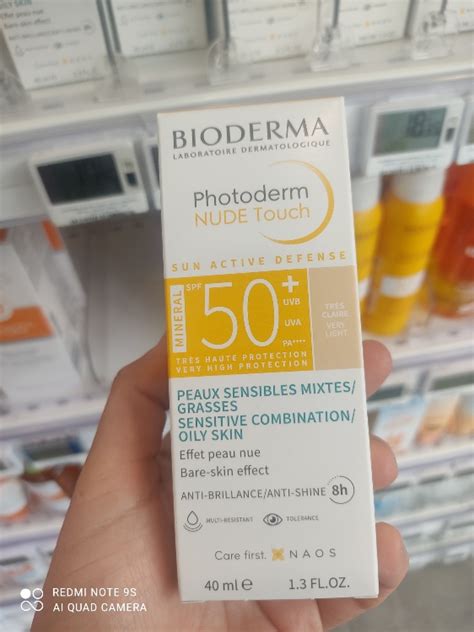 BIODERMA
LABORATOIRE DERMATOLOGIQUE
Photoderm
NUDE Touch
SUN ACTIVE DEFENSE
MINERAL
SPF 50+
UVB
UVA
PA****
TRÈS CLAIRE
VERY LIGHT
TRÈS HAUTE PROTECTION
VERY HIGH PROTECTION
PEAUX SENSIBLES MIXTES/
GRASSES
SENSITIVE COMBINATION/
OILY SKIN
Effet peau nue
Bare-skin effect
ANTI-BRILLANCE/ANTI-SHINE 8h
MULTI-RESISTANT TOLERANCE
Care first. NAOS
40 ml e 1.3 FL.OZ.
REDMI NOTE 9S
AI QUAD CAMERA